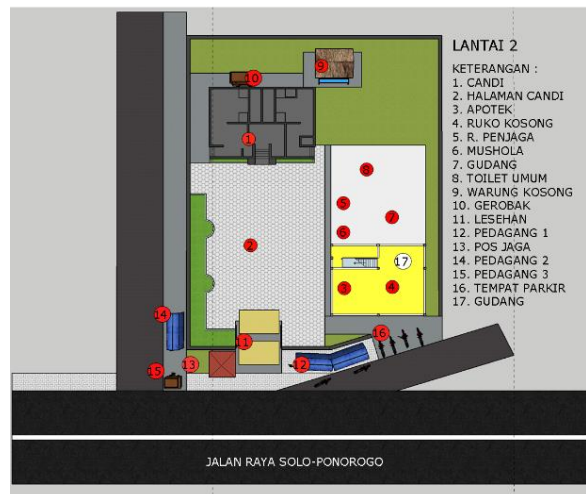 LANTAI 2
KETERANGAN :
1. CANDI
2. HALAMAN CANDI
3. APOTEK
4. RUKO KOSONG
5. R. PENJAGA
6. MUSHOLA
7. GUDANG
8. TOILET UMUM
9. WARUNG KOSONG
10. GEROBAK
11. LESEHAN
12. PEDAGANG 1
13. POS JAGA
14. PEDAGANG 2
15. PEDAGANG 3
16. TEMPAT PARKIR
17. GUDANG
9
10
1
8
5
7
6
2
17
3
4
14
16
11
13
12
15
JALAN RAYA SOLO-PONOROGO